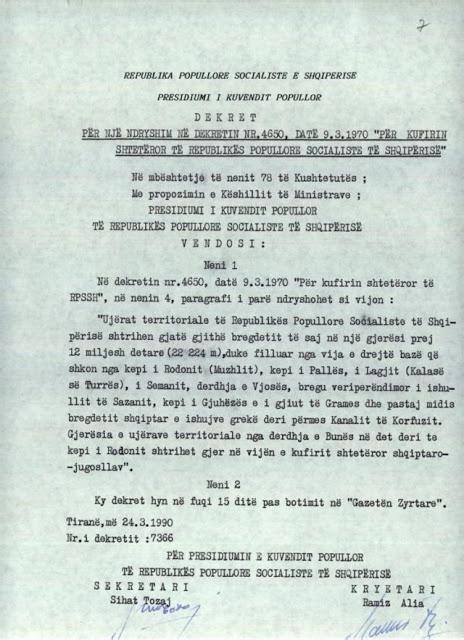 7
REPUBLIKA POPULLORE SOCIALISTE E SHQIPERISE
PRESIDIUMI I KUVENDIT POPULLOR
D E K R E T
PËR NJË NDRYSHIM NË DEKRETIN NR.4650, DATË 9.3.1970 "PËR KUFIRIN
SHTETËROR TË REPUBLIKËS POPULLORE SOCIALISTE TË SHQIPËRISË"
Në mbështetje të nenit 78 të Kushtetutës ;
Me propozimin e Këshillit të Ministrave ;
PRESIDIUMI I KUVENDIT POPULLOR
TË REPUBLIKËS POPULLORE SOCIALISTE TË SHQIPËRISË
V E N D O S I :
Neni 1
Në dekretin nr.4650, datë 9.3.1970 "Për kufirin shtetëror të
RPSSH", në nenin 4, paragrafi i parë ndryshohet si vijon :
"Ujërat territoriale të Republikës Popullore Socialiste të Shqi-
përisë shtrihen gjatë gjithë bregdetit të saj në një gjerësi prej
12 miljesh detare (22 224 m),duke filluar nga vija e drejtë bazë që
shkon nga kepi i Rodonit (Muzhlit), kepi i Pallës, i Lagjit (Kalasë
së Turrës), i Semanit, derdhja e Vjosës, bregu veriperëndimor i ishu-
llit të Sazanit, kepi i Gjuhëzës e i gjiut të Grames dhe pastaj midis
bregdetit shqiptar e ishujve grekë deri përmes Kanalit të Korfuzit.
Gjerësia e ujërave territoriale nga derdhja e Bunës në det deri te
kepi i Rodonit shtrihet gjer në vijën e kufirit shtetëror shqiptaro-
-jugosllav".
Neni 2
Ky dekret hyn në fuqi 15 ditë pas botimit në "Gazetën Zyrtare".
Tiranë,më 24.3.1990
Nr.i dekretit :7366
PËR PRESIDIUMIN E KUVENDIT POPULLOR
TË REPUBLIKËS POPULLORE SOCIALISTE TË SHQIPËRISË
S E K R E T A R I K R Y E T A R I
Sihat Tozaj Ramiz Alia